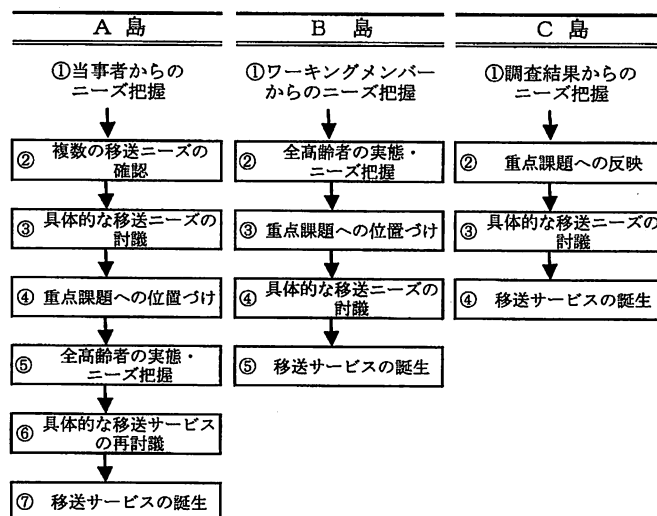 A 島
①当事者からの
ニーズ把握
② 複数の移送ニーズの
確認
③ 具体的な移送ニーズの
討議
④ 重点課題への位置づけ
⑤ 全高齢者の実態・
ニーズ把握
⑥ 具体的な移送サービス
の再討議
⑦ 移送サービスの誕生
B 島
①ワーキングメンバー
からのニーズ把握
② 全高齢者の実態・
ニーズ把握
③ 重点課題への位置づけ
④ 具体的な移送ニーズの
討議
⑤ 移送サービスの誕生
C 島
①調査結果からの
ニーズ把握
② 重点課題への反映
③ 具体的な移送ニーズの
討議
④ 移送サービスの誕生